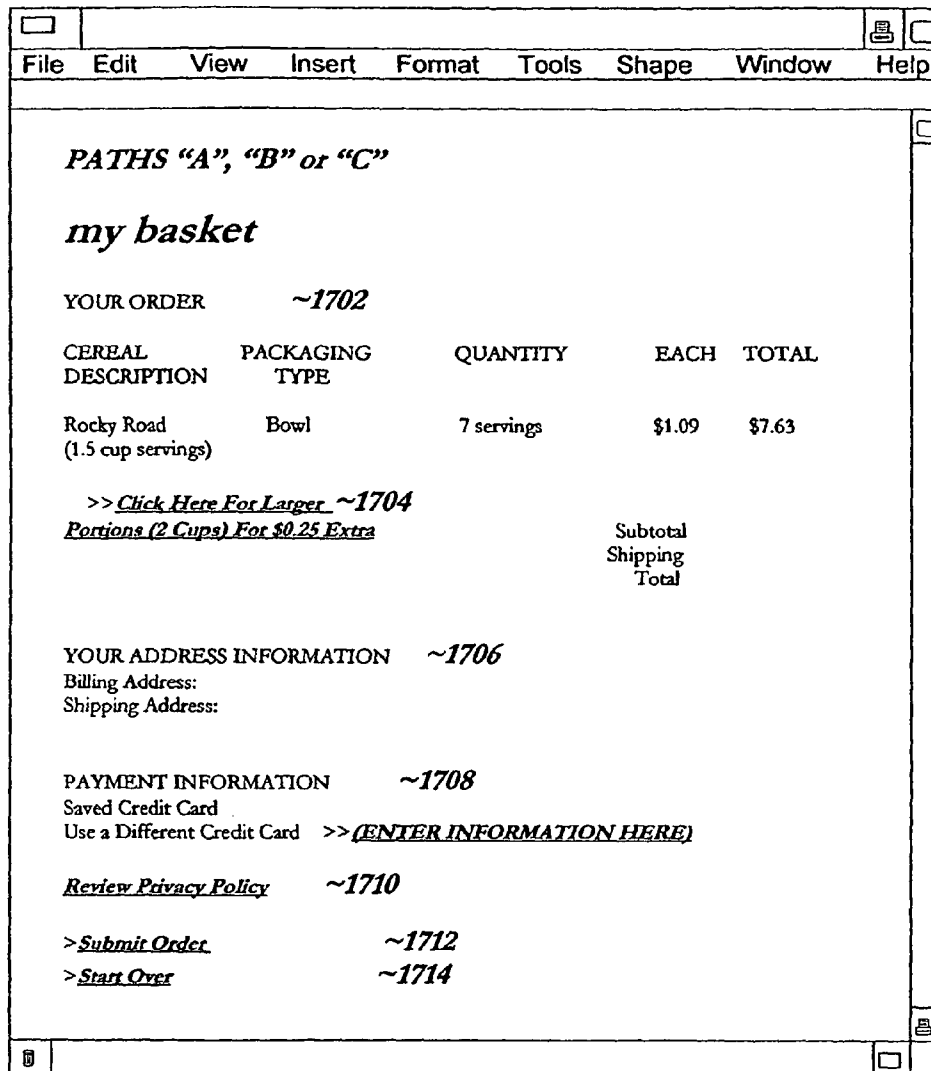 File Edit View Insert Format Tools Shape Window Help
PATHS “A”, “B” or “C”
my basket
YOUR ORDER ~1702
CEREAL PACKAGING QUANTITY EACH TOTAL
DESCRIPTION TYPE
Rocky Road Bowl 7 servings $1.09 $7.63
(1.5 cup servings)
>>Click Here For Larger ~1704
Portions (2 Cups) For $0.25 Extra
Subtotal
Shipping
Total
YOUR ADDRESS INFORMATION ~1706
Billing Address:
Shipping Address:
PAYMENT INFORMATION ~1708
Saved Credit Card
Use a Different Credit Card >>(ENTER INFORMATION HERE)
Review Privacy Policy ~1710
>Submit Order ~1712
>Start Over ~1714